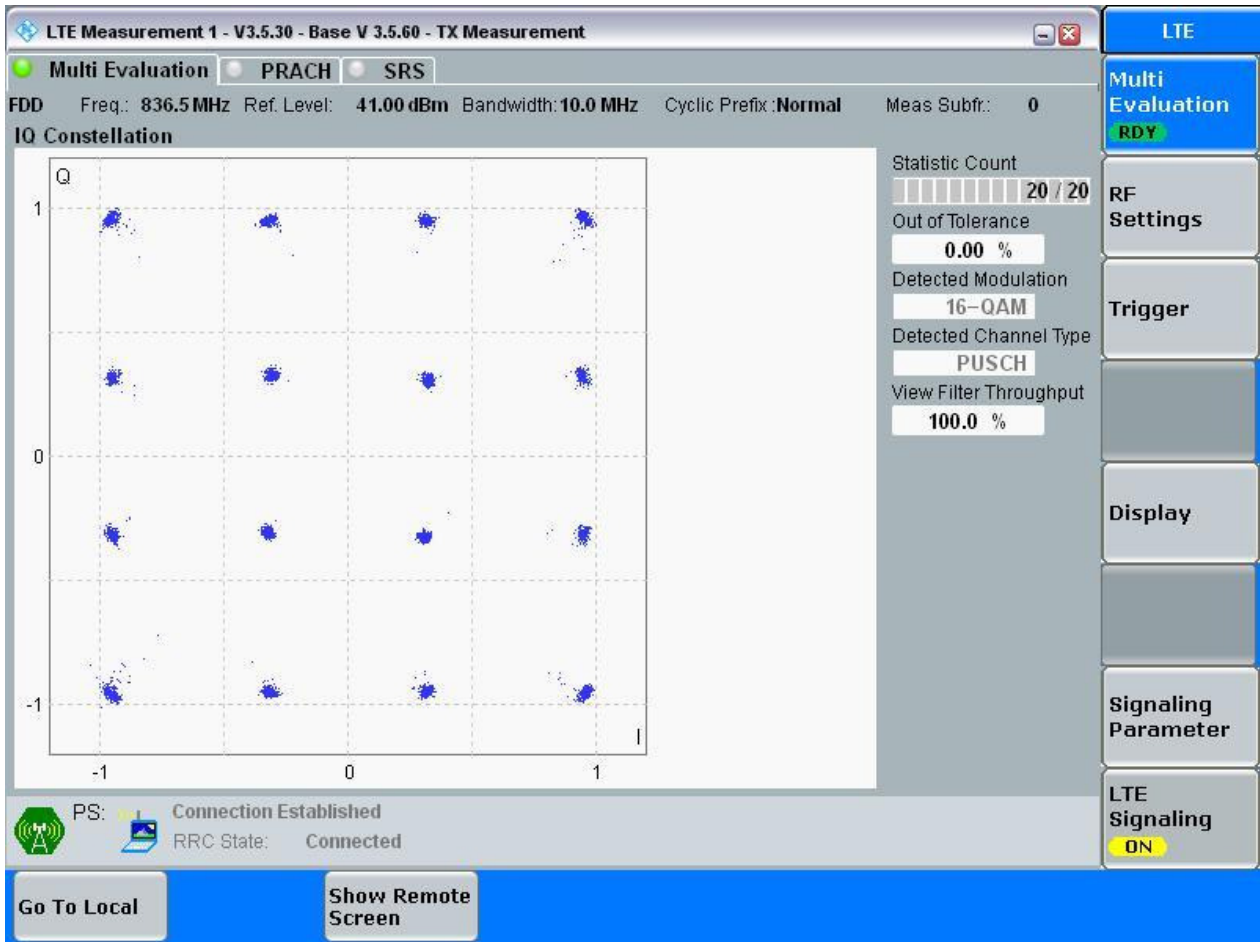 LTE Measurement 1 - V3.5.30 - Base V 3.5.60 - TX Measurement
LTE
Multi Evaluation PRACH SRS
FDD Freq.: 836.5 MHz Ref. Level: 41.00 dBm Bandwidth: 10.0 MHz Cyclic Prefix :Normal Meas Subfr.: 0
IQ Constellation
Q
1
0
-1
-1 0 1
I
Statistic Count
20 / 20
Out of Tolerance
0.00 %
Detected Modulation
16-QAM
Detected Channel Type
PUSCH
View Filter Throughput
100.0 %
Multi
Evaluation
RDY
RF
Settings
Trigger
Display
Signaling
Parameter
LTE
Signaling
ON
PS: Connection Established
RRC State: Connected
Go To Local
Show Remote
Screen